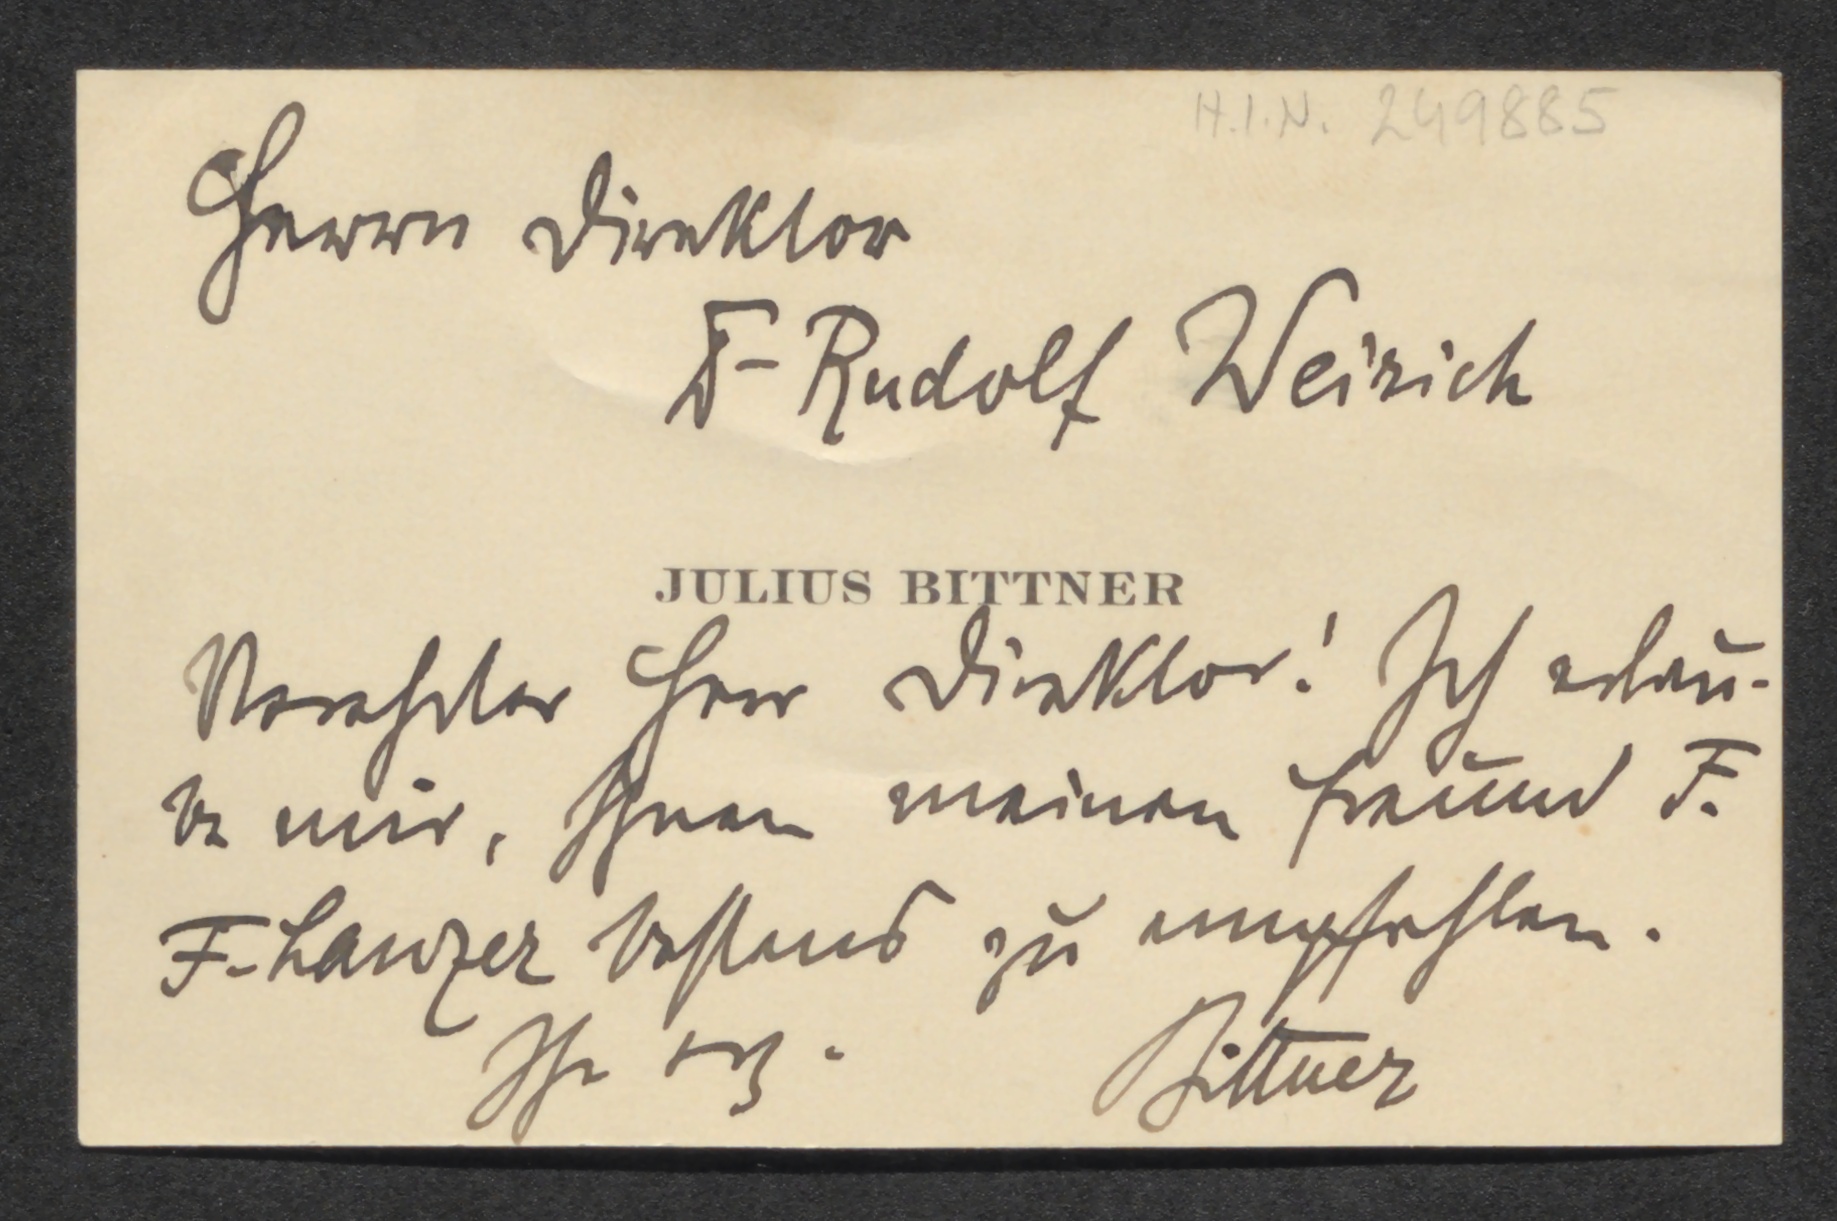 H.I.N. 249885
Herrn Direktor
Dr Rudolf Weirich
JULIUS BITTNER
Verehrter Herr Direktor! Ich erlau-
be mir, Ihnen meinen Freund F.
F. Lanzer bestens zu empfehlen.
Ihr erg.
Bittner